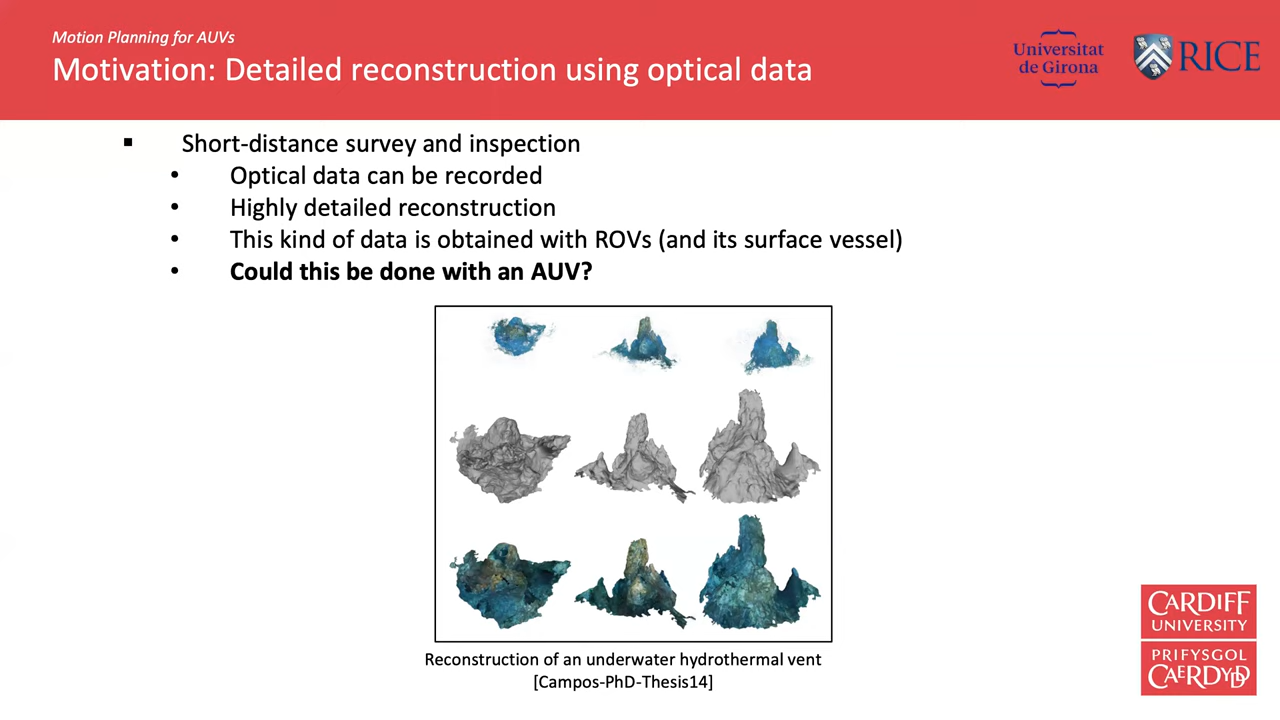 Motion Planning for AUVs
Motivation: Detailed reconstruction using optical data
Universitat
de Girona
RICE
▪ Short-distance survey and inspection
• Optical data can be recorded
• Highly detailed reconstruction
• This kind of data is obtained with ROVs (and its surface vessel)
• Could this be done with an AUV?
Reconstruction of an underwater hydrothermal vent
[Campos-PhD-Thesis14]
CARDIFF
UNIVERSITY
PRIFYSGOL
CAERDYDD